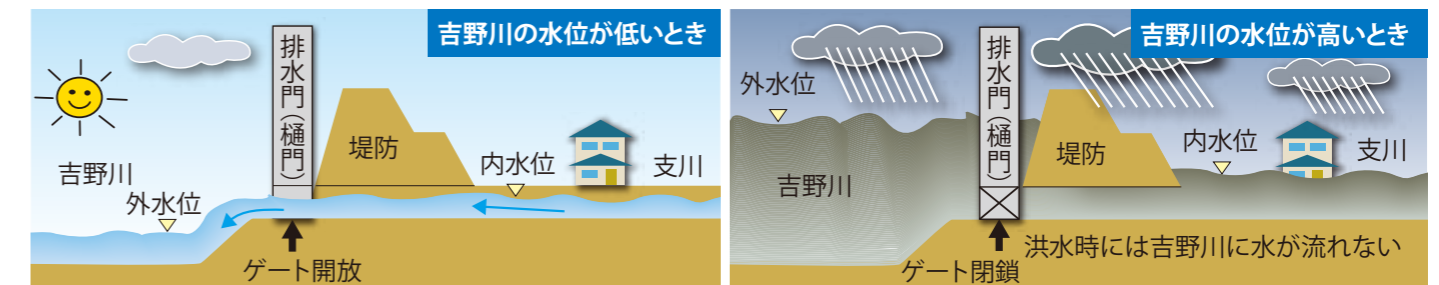 吉野川の水位が低いとき
排水門(樋門)
堤防
内水位
支川
吉野川
外水位
ゲート開放
吉野川の水位が高いとき
外水位
排水門(樋門)
堤防
内水位
支川
吉野川
洪水時には吉野川に水が流れない
ゲート閉鎖